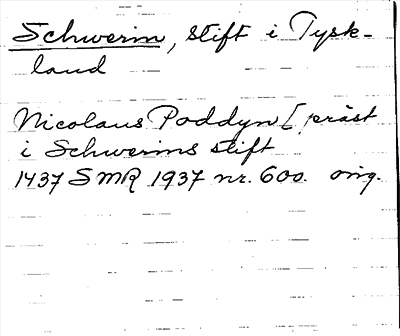 Schwerin, stift i Tysk-
land
Nicolaus Poddyn [präst
i Schwerins stift
1437 SMR 1937 nr. 600. orig.